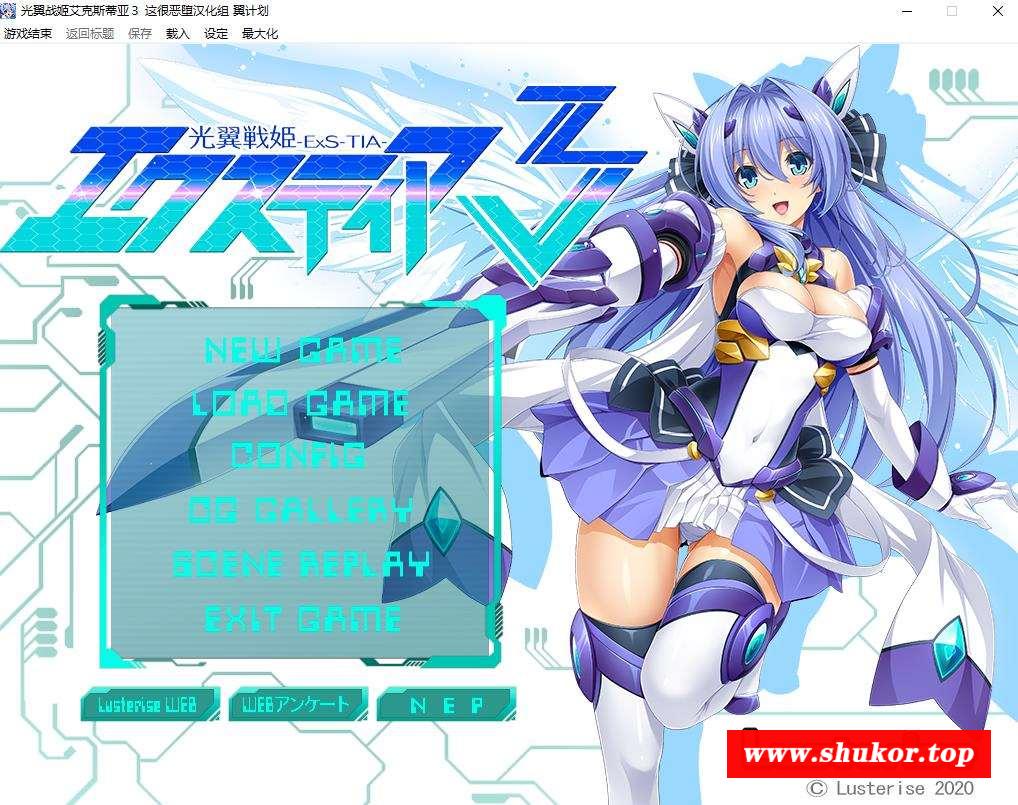 光翼战姬艾克斯蒂亚3 这很恶堕汉化组 翼计划
游戏结束 返回标题 保存 载入 设定 最大化
光翼戦姫-ExS-TIA-
エクスティア3
NEW GAME
LOAD GAME
CONFIG
CG GALLERY
SCENE REPLAY
EXIT GAME
Lusterise WEB WEBアンケート NEP
www.shukor.top
© Lusterise 2020